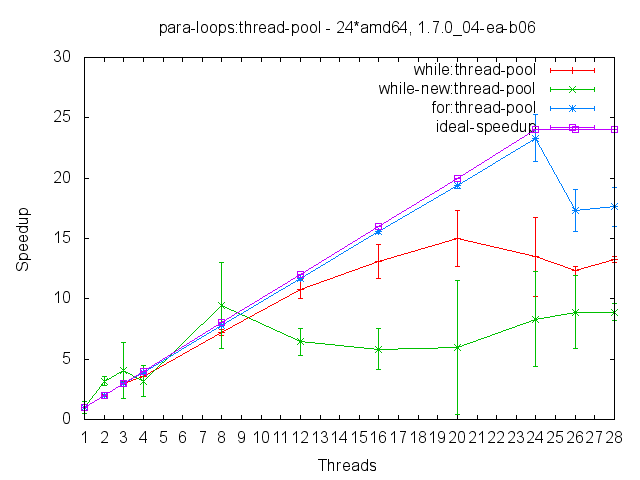 para-loops:thread-pool - 24*amd64, 1.7.0_04-ea-b06
30
while:thread-pool
while-new:thread-pool
for:thread-pool
ideal-speedup
25
20
15
10
5
0
Speedup
1 2 3 4 5 6 7 8 9 10 11 12 13 14 15 16 17 18 19 20 21 22 23 24 25 26 27 28
Threads